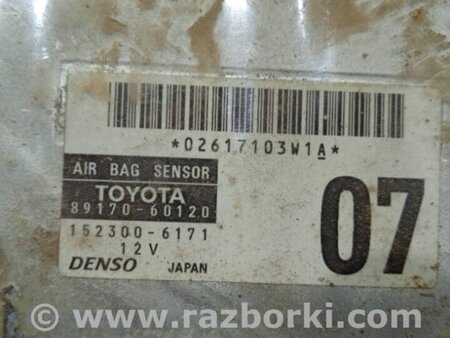 *02617103W1A*
AIR BAG SENSOR
TOYOTA
89170-60120
152300-6171
12V
DENSO JAPAN
07
© www.razborki.com